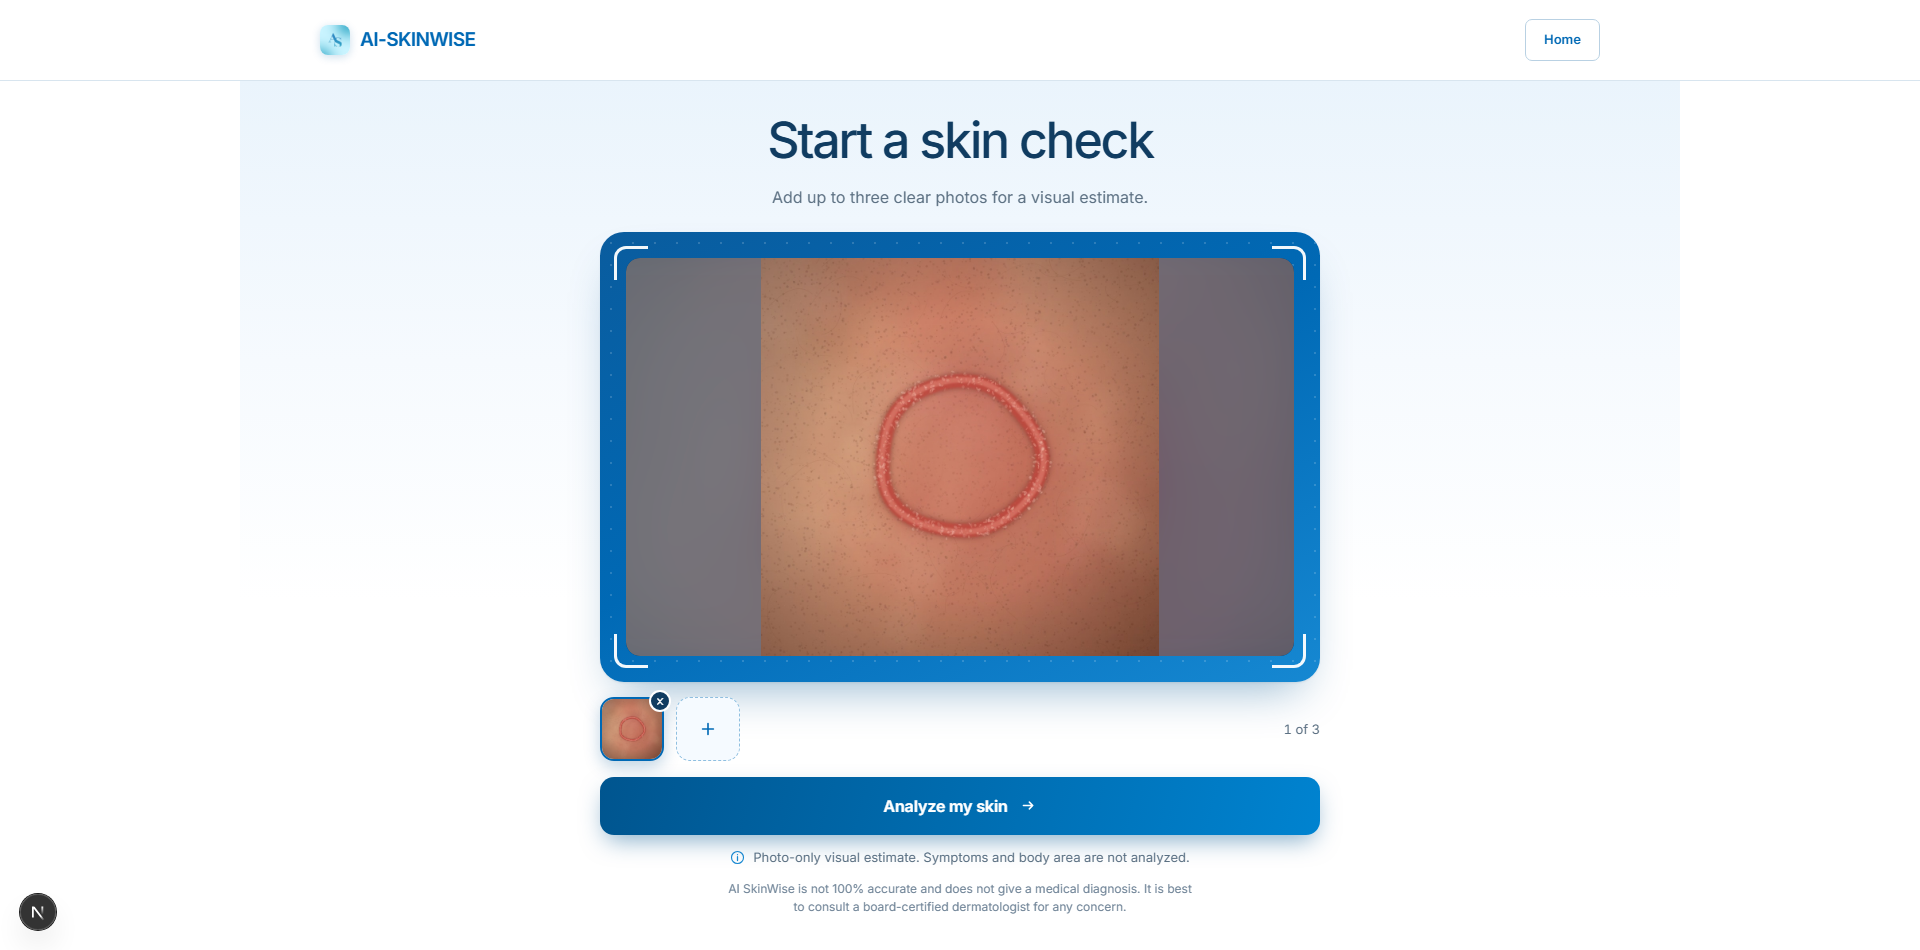 AI-SKINWISE
Home
Start a skin check
Add up to three clear photos for a visual estimate.
1 of 3
Analyze my skin →
Photo-only visual estimate. Symptoms and body area are not analyzed.
AI SkinWise is not 100% accurate and does not give a medical diagnosis. It is best
to consult a board-certified dermatologist for any concern.
N